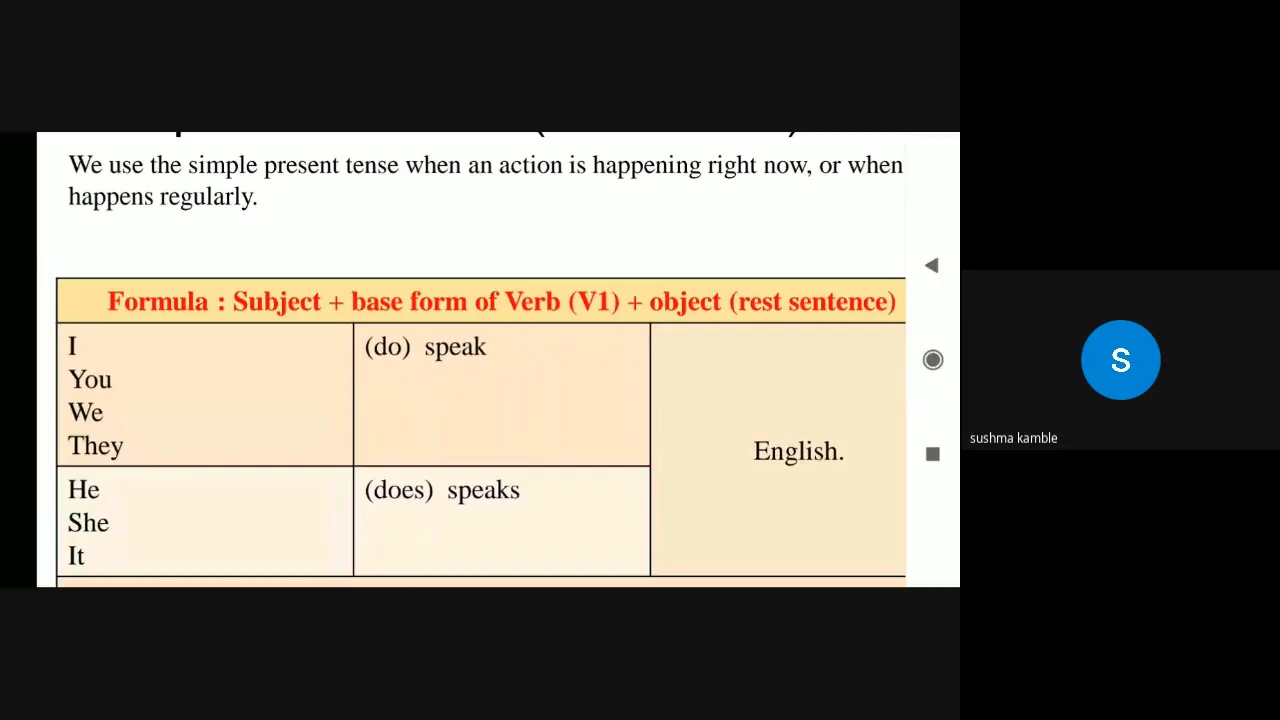 We use the simple present tense when an action is happening right now, or when
happens regularly.
Formula : Subject + base form of Verb (V1) + object (rest sentence)
I
You
We
They
(do) speak
English.
He
She
It
(does) speaks
S
sushma kamble